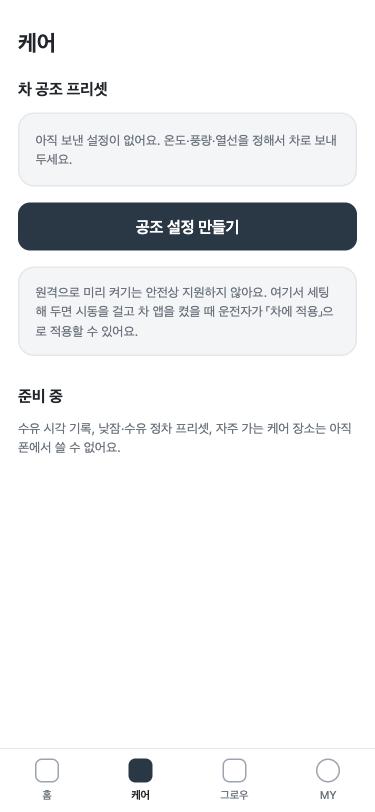 케어
차 공조 프리셋
아직 보낸 설정이 없어요. 온도·풍량·열선을 정해서 차로 보내
두세요.
공조 설정 만들기
원격으로 미리 켜기는 안전상 지원하지 않아요. 여기서 세팅
해 두면 시동을 걸고 차 앱을 켰을 때 운전자가 「차에 적용」으
로 적용할 수 있어요.
준비 중
수유 시각 기록, 낮잠·수유 정차 프리셋, 자주 가는 케어 장소는 아직
폰에서 쓸 수 없어요.
홈
케어
그로우
MY